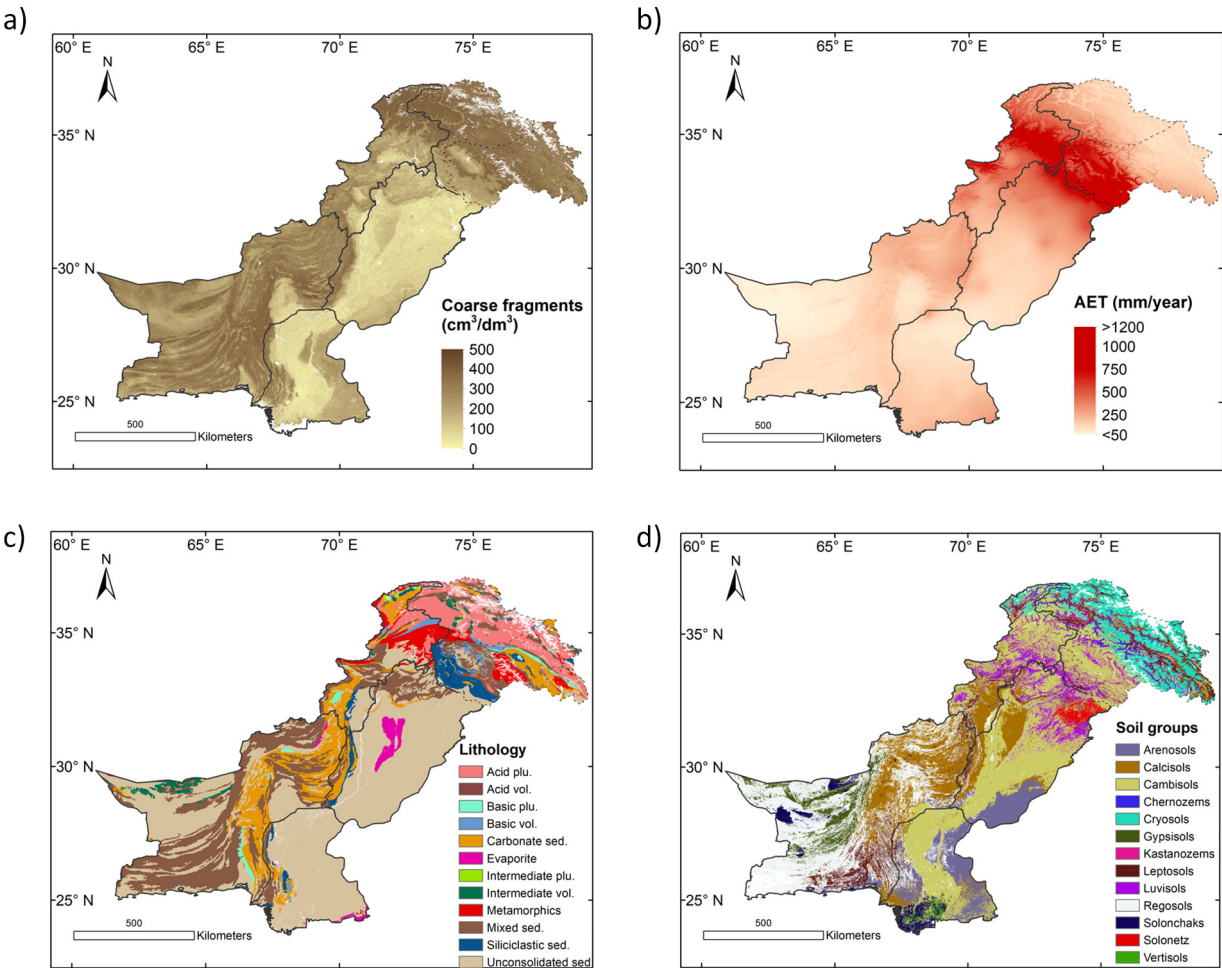 a)
60° E
65° E
70° E
75° E
N
35° N
30° N
25° N
Coarse fragments
(cm³/dm³)
500
400
300
200
100
0
500
Kilometers
b)
60° E
65° E
70° E
75° E
N
35° N
30° N
25° N
AET (mm/year)
>1200
1000
750
500
250
<50
500
Kilometers
c)
60° E
65° E
70° E
75° E
N
35° N
30° N
25° N
Lithology
Acid plu.
Acid vol.
Basic plu.
Basic vol.
Carbonate sed.
Evaporite
Intermediate plu.
Intermediate vol.
Metamorphics
Mixed sed.
Siliciclastic sed.
Unconsolidated sed.
500
Kilometers
d)
60° E
65° E
70° E
75° E
N
35° N
30° N
25° N
Soil groups
Arenosols
Calcisols
Cambisols
Chernozems
Cryosols
Gypsisols
Kastanozems
Leptosols
Luvisols
Regosols
Solonchaks
Solonetz
Vertisols
500
Kilometers